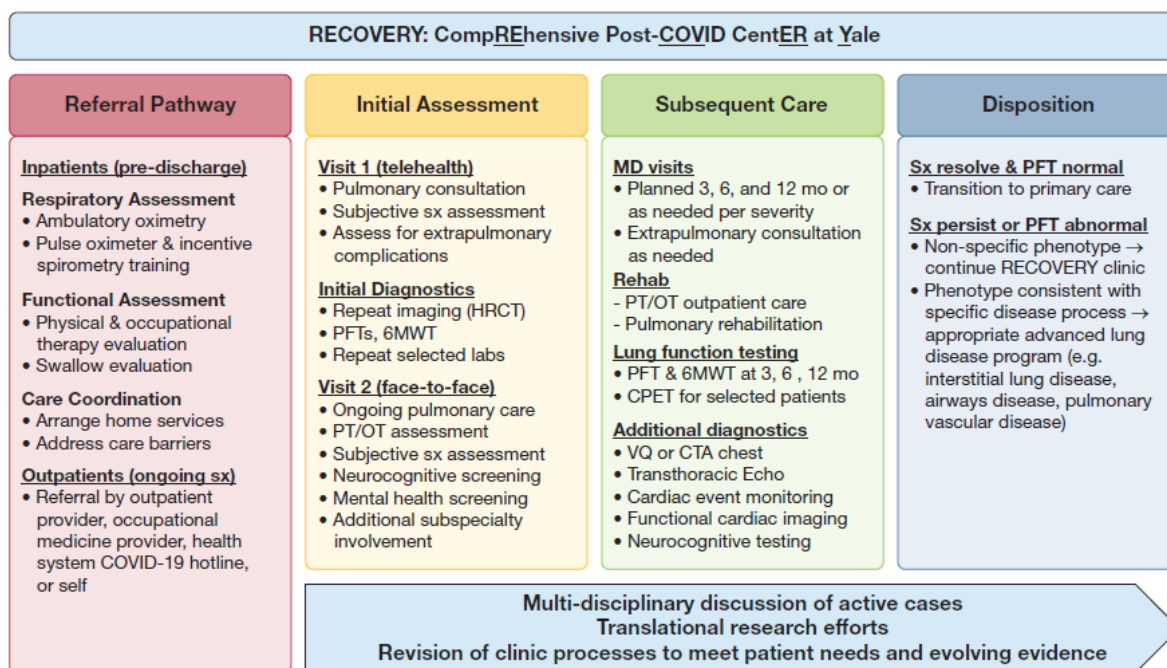 RECOVERY: CompREhensive Post-COVID CentER at Yale
Referral Pathway
Inpatients (pre-discharge)
Respiratory Assessment
• Ambulatory oximetry
• Pulse oximeter & incentive
spirometry training
Functional Assessment
• Physical & occupational
therapy evaluation
• Swallow evaluation
Care Coordination
• Arrange home services
• Address care barriers
Outpatients (ongoing sx)
• Referral by outpatient
provider, occupational
medicine provider, health
system COVID-19 hotline,
or self
Initial Assessment
Visit 1 (telehealth)
• Pulmonary consultation
• Subjective sx assessment
• Assess for extrapulmonary
complications
Initial Diagnostics
• Repeat imaging (HRCT)
• PFTs, 6MWT
• Repeat selected labs
Visit 2 (face-to-face)
• Ongoing pulmonary care
• PT/OT assessment
• Subjective sx assessment
• Neurocognitive screening
• Mental health screening
• Additional subspecialty
involvement
Subsequent Care
MD visits
• Planned 3, 6, and 12 mo or
as needed per severity
• Extrapulmonary consultation
as needed
Rehab
- PT/OT outpatient care
- Pulmonary rehabilitation
Lung function testing
• PFT & 6MWT at 3, 6 , 12 mo
• CPET for selected patients
Additional diagnostics
• VQ or CTA chest
• Transthoracic Echo
• Cardiac event monitoring
• Functional cardiac imaging
• Neurocognitive testing
Disposition
Sx resolve & PFT normal
• Transition to primary care
Sx persist or PFT abnormal
• Non-specific phenotype →
continue RECOVERY clinic
• Phenotype consistent with
specific disease process →
appropriate advanced lung
disease program (e.g.
interstitial lung disease,
airways disease, pulmonary
vascular disease)
Multi-disciplinary discussion of active cases
Translational research efforts
Revision of clinic processes to meet patient needs and evolving evidence